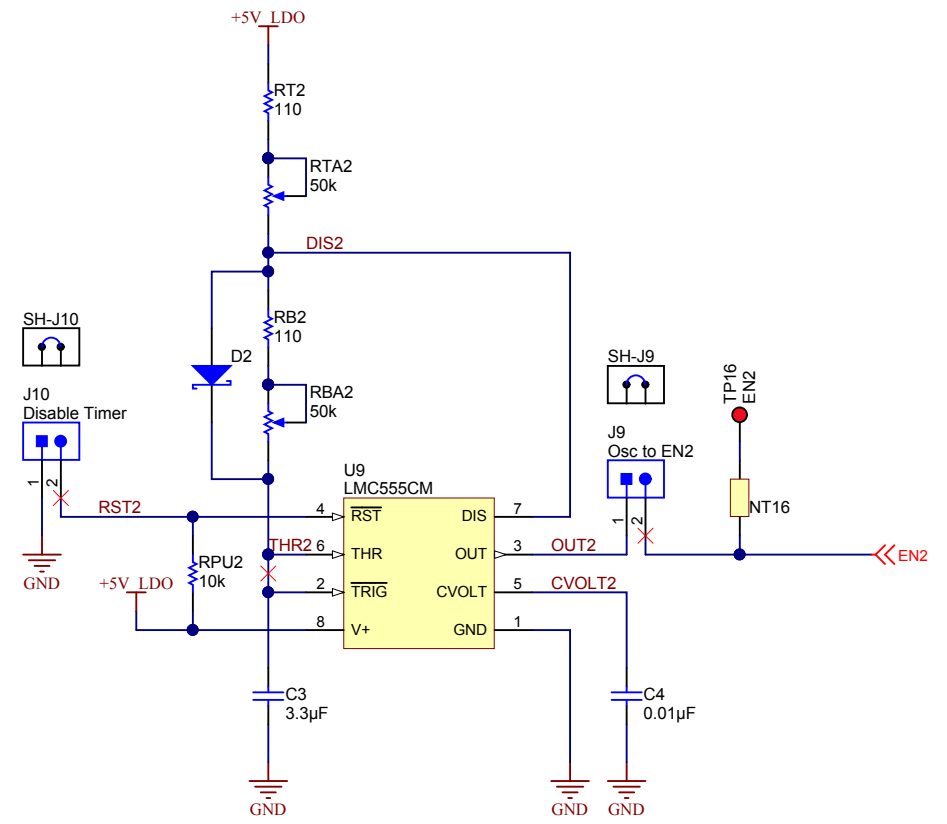 +5V_LDO
RT2
110
RTA2
50k
DIS2
RB2
110
SH-J10
D2
SH-J9
TP16
EN2
RBA2
50k
J10
Disable Timer
J9
Osc to EN2
U9
LMC555CM
1
2
1
2
NT16
RST2
4
RST
DIS
7
THR2
6
THR
OUT
3
OUT2
EN2
GND
+5V_LDO
RPU2
10k
2
TRIG
CVOLT
5
CVOLT2
8
V+
GND
1
C3
3.3µF
C4
0.01µF
GND
GND
GND